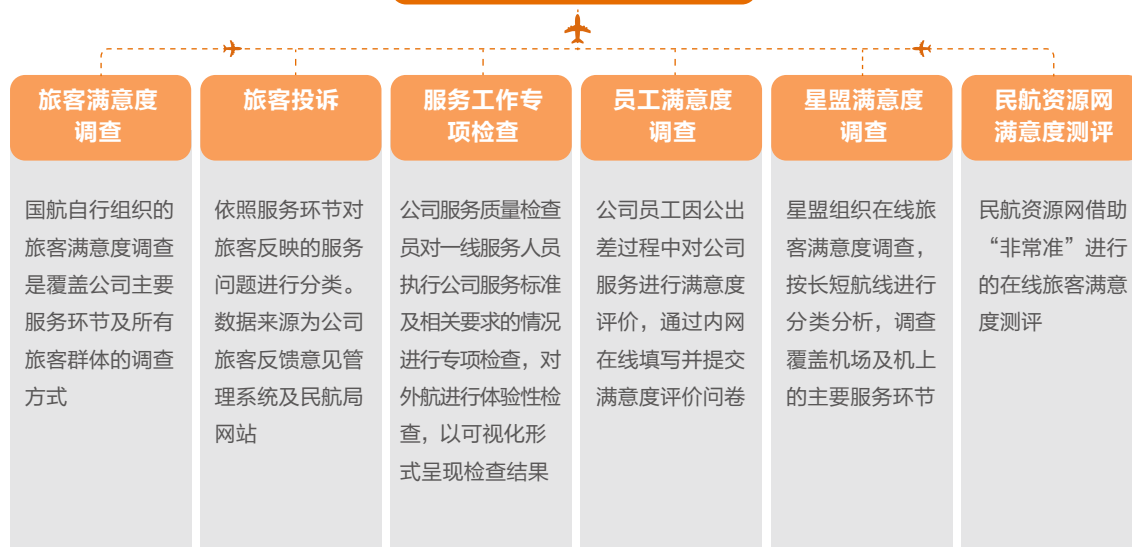 旅客满意度
调查
国航自行组织的
旅客满意度调查
是覆盖公司主要
服务环节及所有
旅客群体的调查
方式
旅客投诉
依照服务环节对
旅客反映的服务
问题进行分类。
数据来源为公司
旅客反馈意见管
理系统及民航局
网站
服务工作专
项检查
公司服务质量检查
员对一线服务人员
执行公司服务标准
及相关要求的情况
进行专项检查，对
外航进行体验性检
查，以可视化形
式呈现检查结果
员工满意度
调查
公司员工因公出
差过程中对公司
服务进行满意度
评价，通过内网
在线填写并提交
满意度评价问卷
星盟满意度
调查
星盟组织在线旅
客满意度调查，
按长短航线进行
分类分析，调查
覆盖机场及机上
的主要服务环节
民航资源网
满意度测评
民航资源网借助
“非常准”进行
的在线旅客满意
度测评